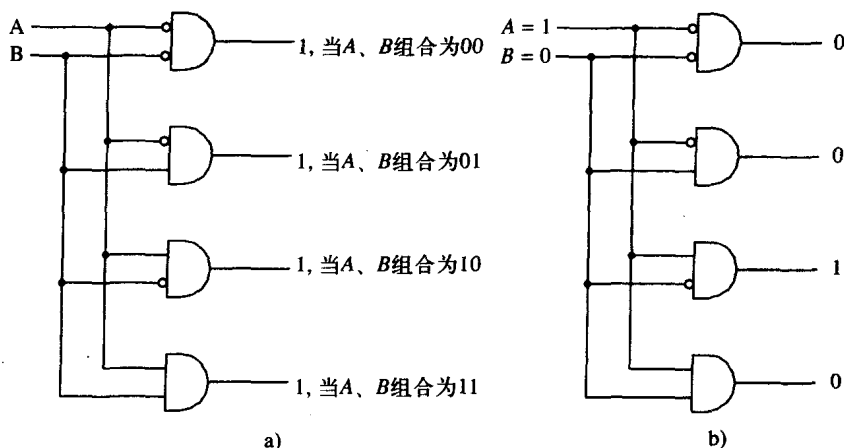 A
B
1, 当A、B组合为00
1, 当A、B组合为01
1, 当A、B组合为10
1, 当A、B组合为11
a)
A = 1
B = 0
0
0
1
0
b)